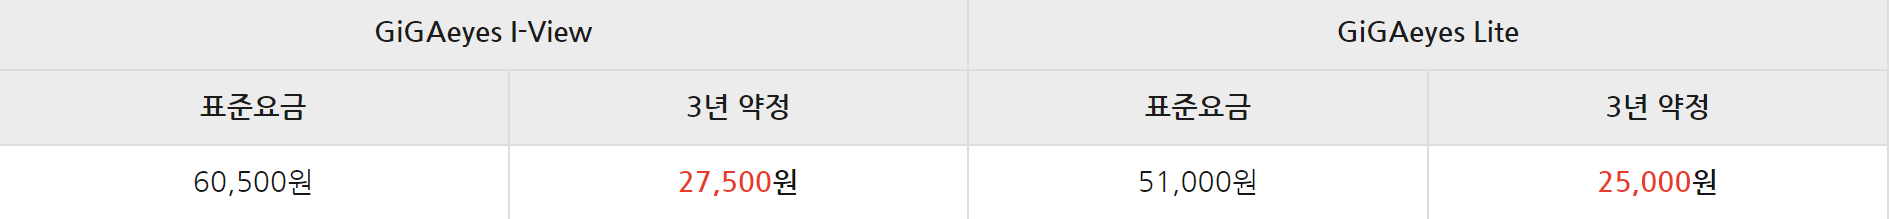 GiGAeyes I-View GiGAeyes Lite
표준요금 3년 약정 표준요금 3년 약정
60,500원 27,500원 51,000원 25,000원